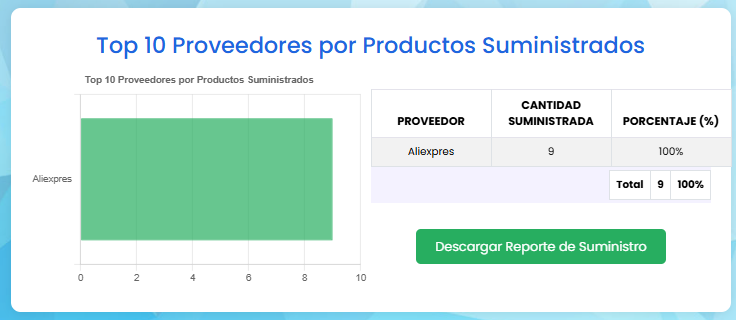 Top 10 Proveedores por Productos Suministrados
Top 10 Proveedores por Productos Suministrados
Aliexpres
0 2 4 6 8 10
PROVEEDOR CANTIDAD SUMINISTRADA PORCENTAJE (%)
Aliexpres 9 100%
Total 9 100%
Descargar Reporte de Suministro